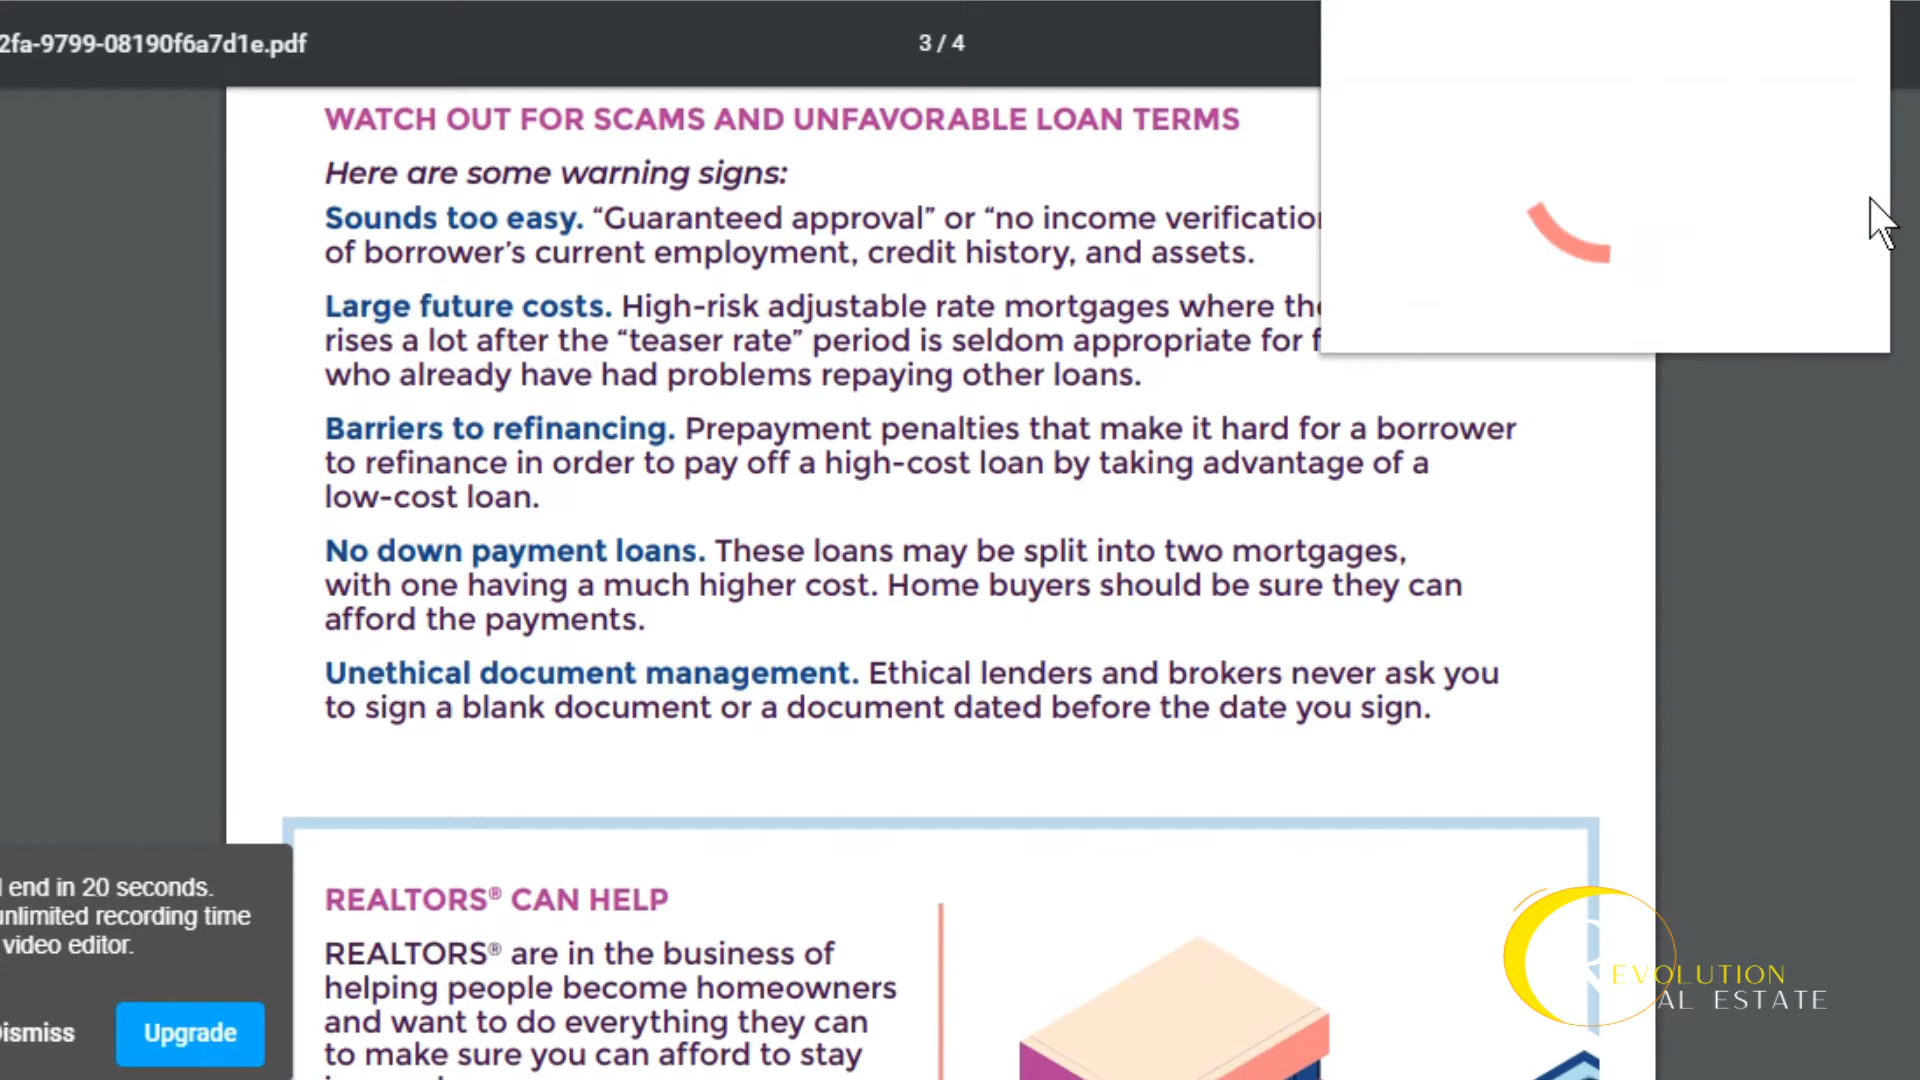 2fa-9799-08190f6a7d1e.pdf
3 / 4
WATCH OUT FOR SCAMS AND UNFAVORABLE LOAN TERMS
Here are some warning signs:
Sounds too easy. “Guaranteed approval” or “no income verification
of borrower’s current employment, credit history, and assets.
Large future costs. High-risk adjustable rate mortgages where the
rises a lot after the “teaser rate” period is seldom appropriate for
who already have had problems repaying other loans.
Barriers to refinancing. Prepayment penalties that make it hard for a borrower
to refinance in order to pay off a high-cost loan by taking advantage of a
low-cost loan.
No down payment loans. These loans may be split into two mortgages,
with one having a much higher cost. Home buyers should be sure they can
afford the payments.
Unethical document management. Ethical lenders and brokers never ask you
to sign a blank document or a document dated before the date you sign.
REALTORS® CAN HELP
REALTORS® are in the business of
helping people become homeowners
and want to do everything they can
to make sure you can afford to stay
end in 20 seconds.
unlimited recording time
video editor.
Dismiss
Upgrade
REVOLUTION
AL ESTATE